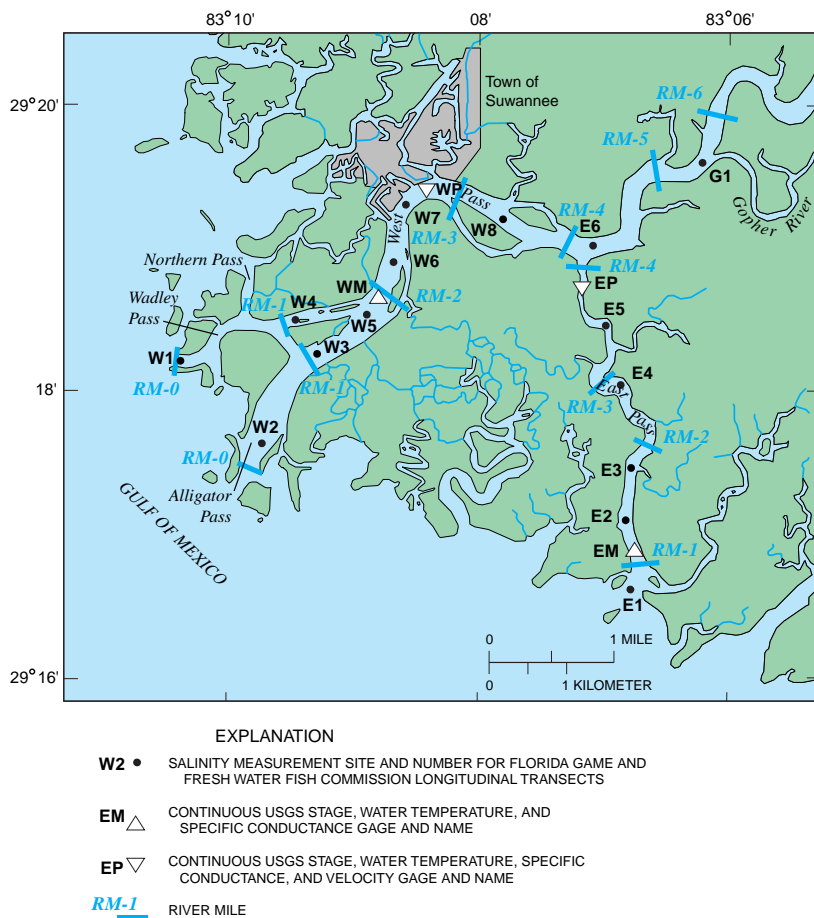 83° 10'
08'
83° 06'
29° 20'
Town of
Suwannee
RM-6
RM-5
G1
Gopher River
WP
Pass
W7
West
RM-3
W8
RM-4
E6
RM-4
EP
Northern Pass
W6
WM
RM-2
Wadley
Pass
RM-1
W4
W5
W3
E5
W1
RM-0
RM-1
18'
E4
RM-3
East Pass
W2
RM-0
RM-2
E3
Alligator
Pass
GULF OF MEXICO
E2
EM
RM-1
E1
0 1 MILE
0 1 KILOMETER
29° 16'
EXPLANATION
W2 SALINITY MEASUREMENT SITE AND NUMBER FOR FLORIDA GAME AND
FRESH WATER FISH COMMISSION LONGITUDINAL TRANSECTS
EM CONTINUOUS USGS STAGE, WATER TEMPERATURE, AND
SPECIFIC CONDUCTANCE GAGE AND NAME
EP CONTINUOUS USGS STAGE, WATER TEMPERATURE, SPECIFIC
CONDUCTANCE, AND VELOCITY GAGE AND NAME
RM-1 RIVER MILE